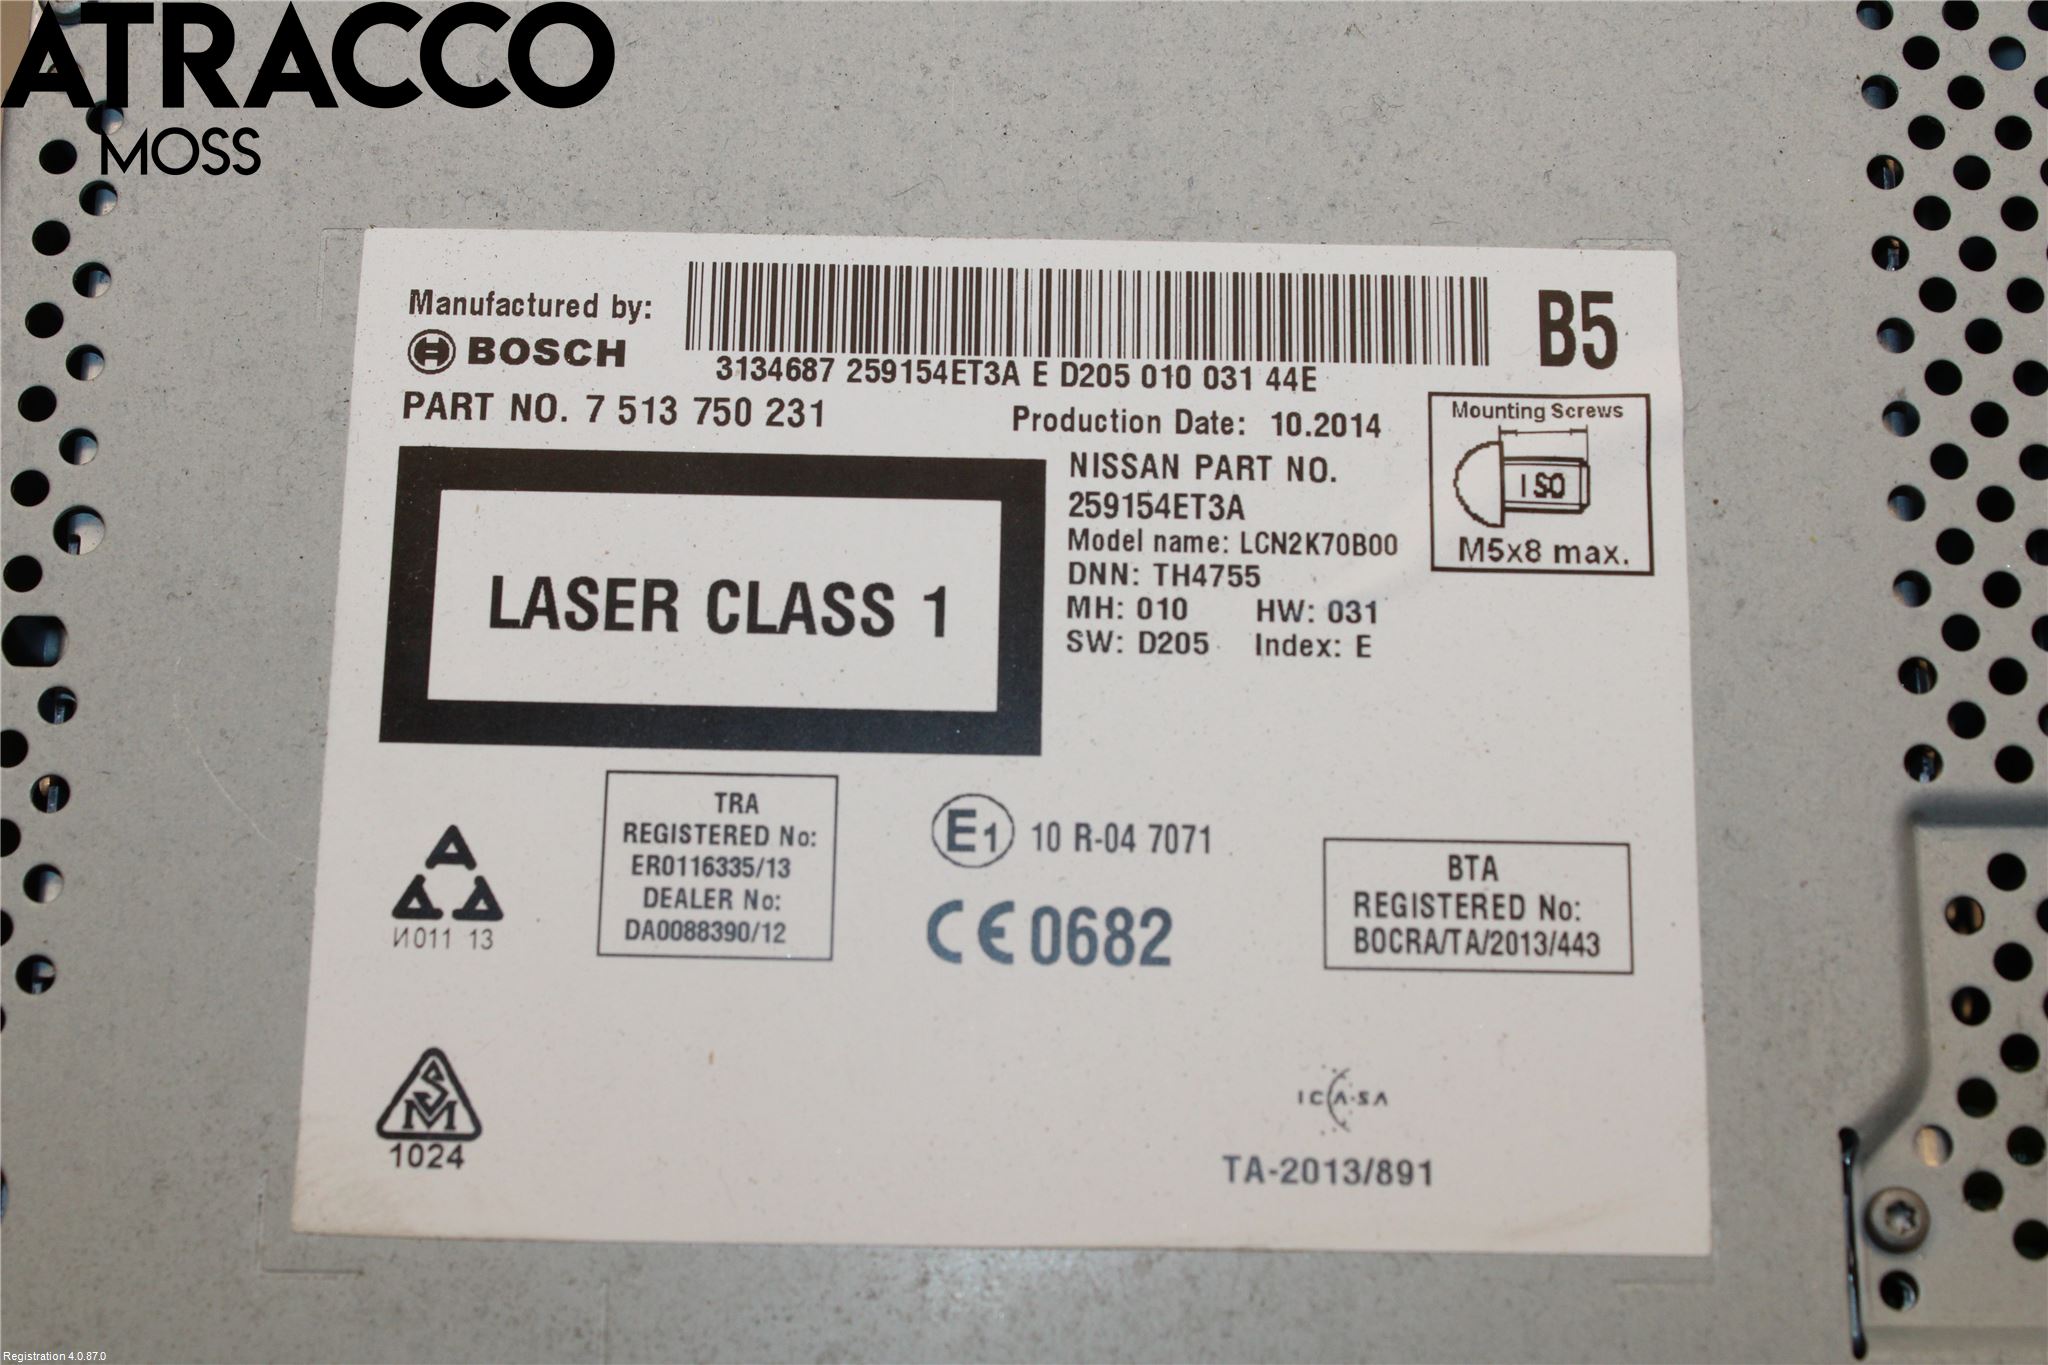 ATRACCO
MOSS
Manufactured by:
BOSCH
3134687 259154ET3A E D205 010 031 44E
B5
PART NO. 7 513 750 231
Production Date: 10.2014
Mounting Screws
ISO
M5x8 max.
NISSAN PART NO.
259154ET3A
Model name: LCN2K70B00
DNN: TH4755
MH: 010 HW: 031
SW: D205 Index: E
LASER CLASS 1
TRA
REGISTERED No:
ER0116335/13
DEALER No:
DA0088390/12
E1 10 R-04 7071
CE 0682
BTA
REGISTERED No:
BOCRA/TA/2013/443
И011 13
SM
1024
ICASA
TA-2013/891
Registration 4.0.87.0